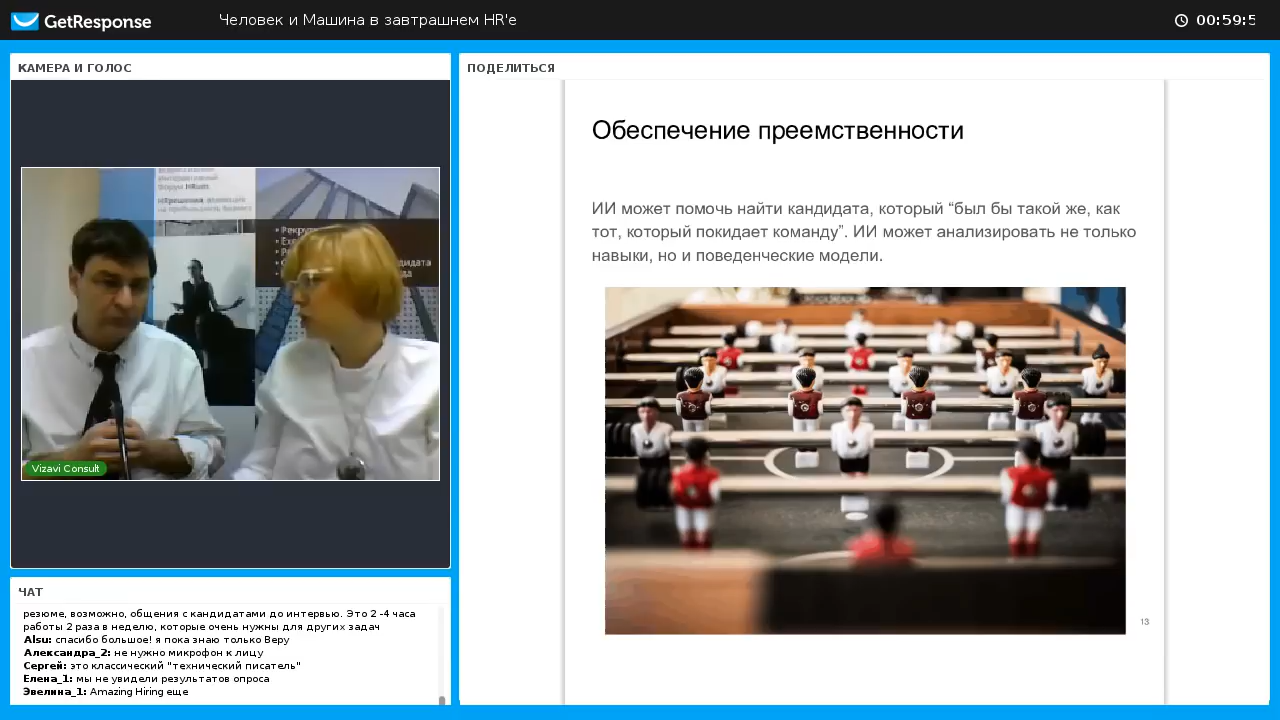 GetResponse
Человек и Машина в завтрашнем HR'e
00:59:5
КАМЕРА И ГОЛОС
Форум
• Рекру
Vizavi Consult
ЧАТ
резюме, возможно, общения с кандидатами до интервью. Это 2 -4 часа
работы 2 раза в неделю, которые очень нужны для других задач
Alsu: спасибо большое! я пока знаю только Веру
Александра_2: не нужно микрофон к лицу
Сергей: это классический "технический писатель"
Елена_1: мы не увидели результатов опроса
Эвелина_1: Amazing Hiring еще
ПОДЕЛИТЬСЯ
Обеспечение преемственности
ИИ может помочь найти кандидата, который “был бы такой же, как
тот, который покидает команду”. ИИ может анализировать не только
навыки, но и поведенческие модели.
13